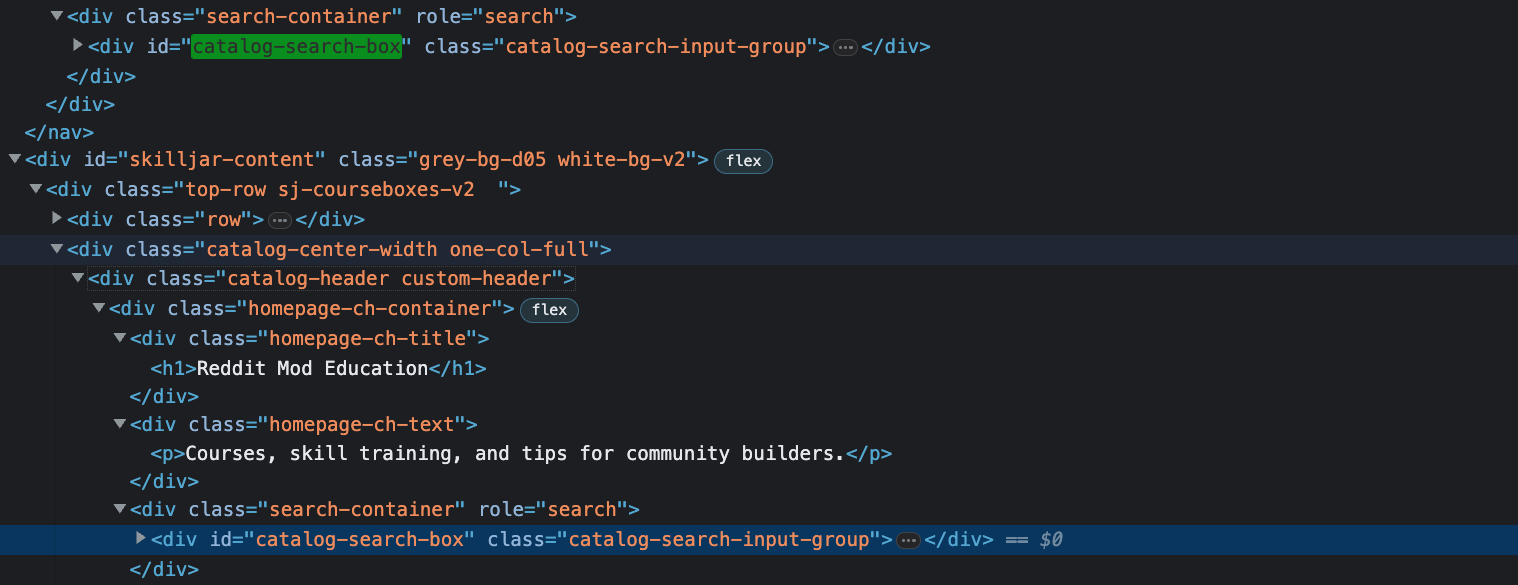 ▼<div class="search-container" role="search">
▶<div id="catalog-search-box" class="catalog-search-input-group">…</div>
</div>
</div>
</nav>
▼<div id="skilljar-content" class="grey-bg-d05 white-bg-v2"> flex
▼<div class="top-row sj-courseboxes-v2  ">
▶<div class="row">…</div>
▼<div class="catalog-center-width one-col-full">
▼<div class="catalog-header custom-header">
▼<div class="homepage-ch-container"> flex
▼<div class="homepage-ch-title">
<h1>Reddit Mod Education</h1>
</div>
▼<div class="homepage-ch-text">
<p>Courses, skill training, and tips for community builders.</p>
</div>
▼<div class="search-container" role="search">
▶<div id="catalog-search-box" class="catalog-search-input-group">…</div> == $0
</div>